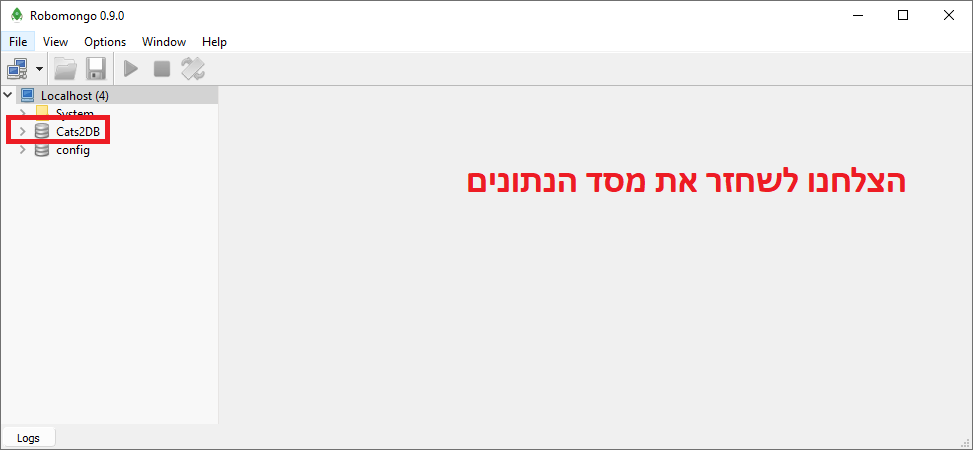 Robomongo 0.9.0
File View Options Window Help
Localhost (4)
System
Cats2DB
config
הצלחנו לשחזר את מסד הנתונים
Logs